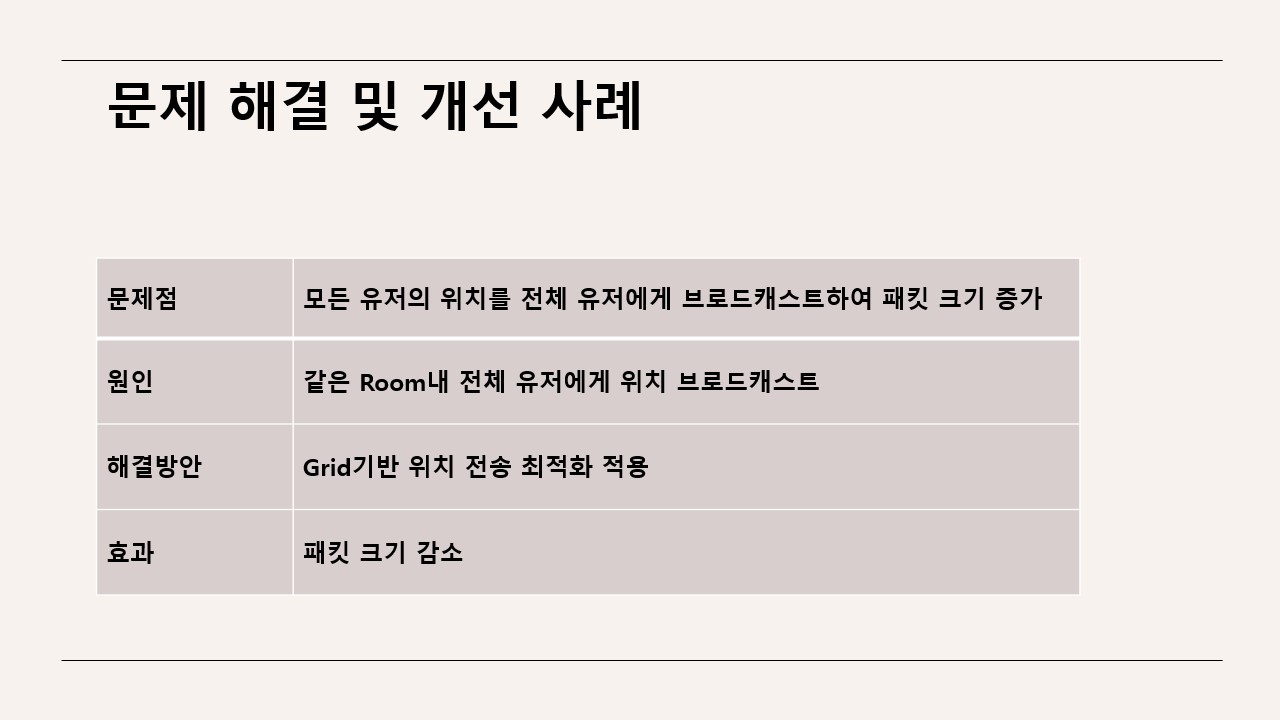 문제 해결 및 개선 사례
문제점
모든 유저의 위치를 전체 유저에게 브로드캐스트하여 패킷 크기 증가
원인
같은 Room내 전체 유저에게 위치 브로드캐스트
해결방안
Grid기반 위치 전송 최적화 적용
효과
패킷 크기 감소